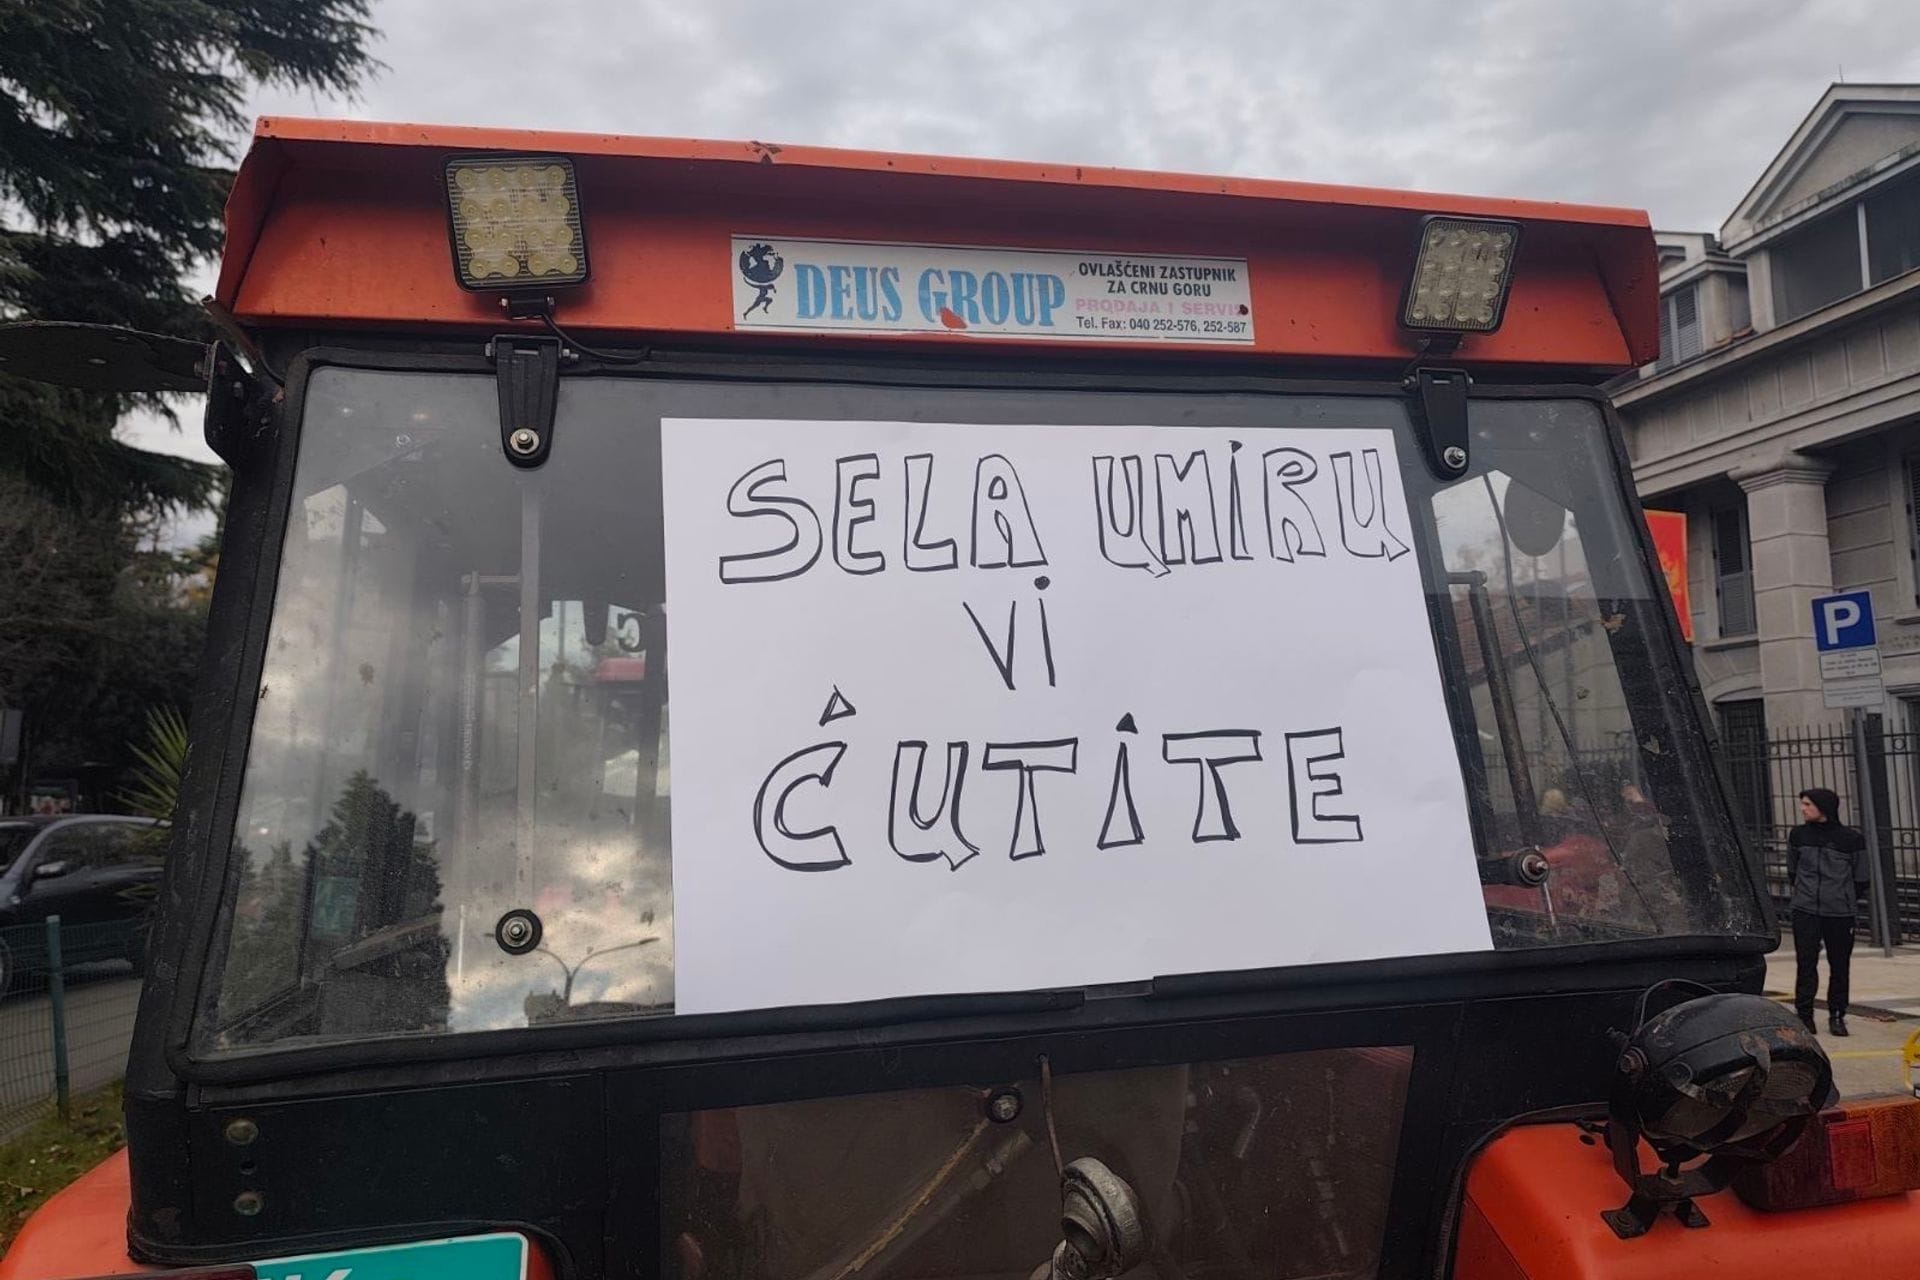 DEUS GROUP
OVLAŠĆENI ZASTUPNIK
ZA CRNU GORU
PRODAJA I SERVIS
Tel. Fax: 040 252-576, 252-587
SELA UMIRU
Vi
ĆUTITE
P